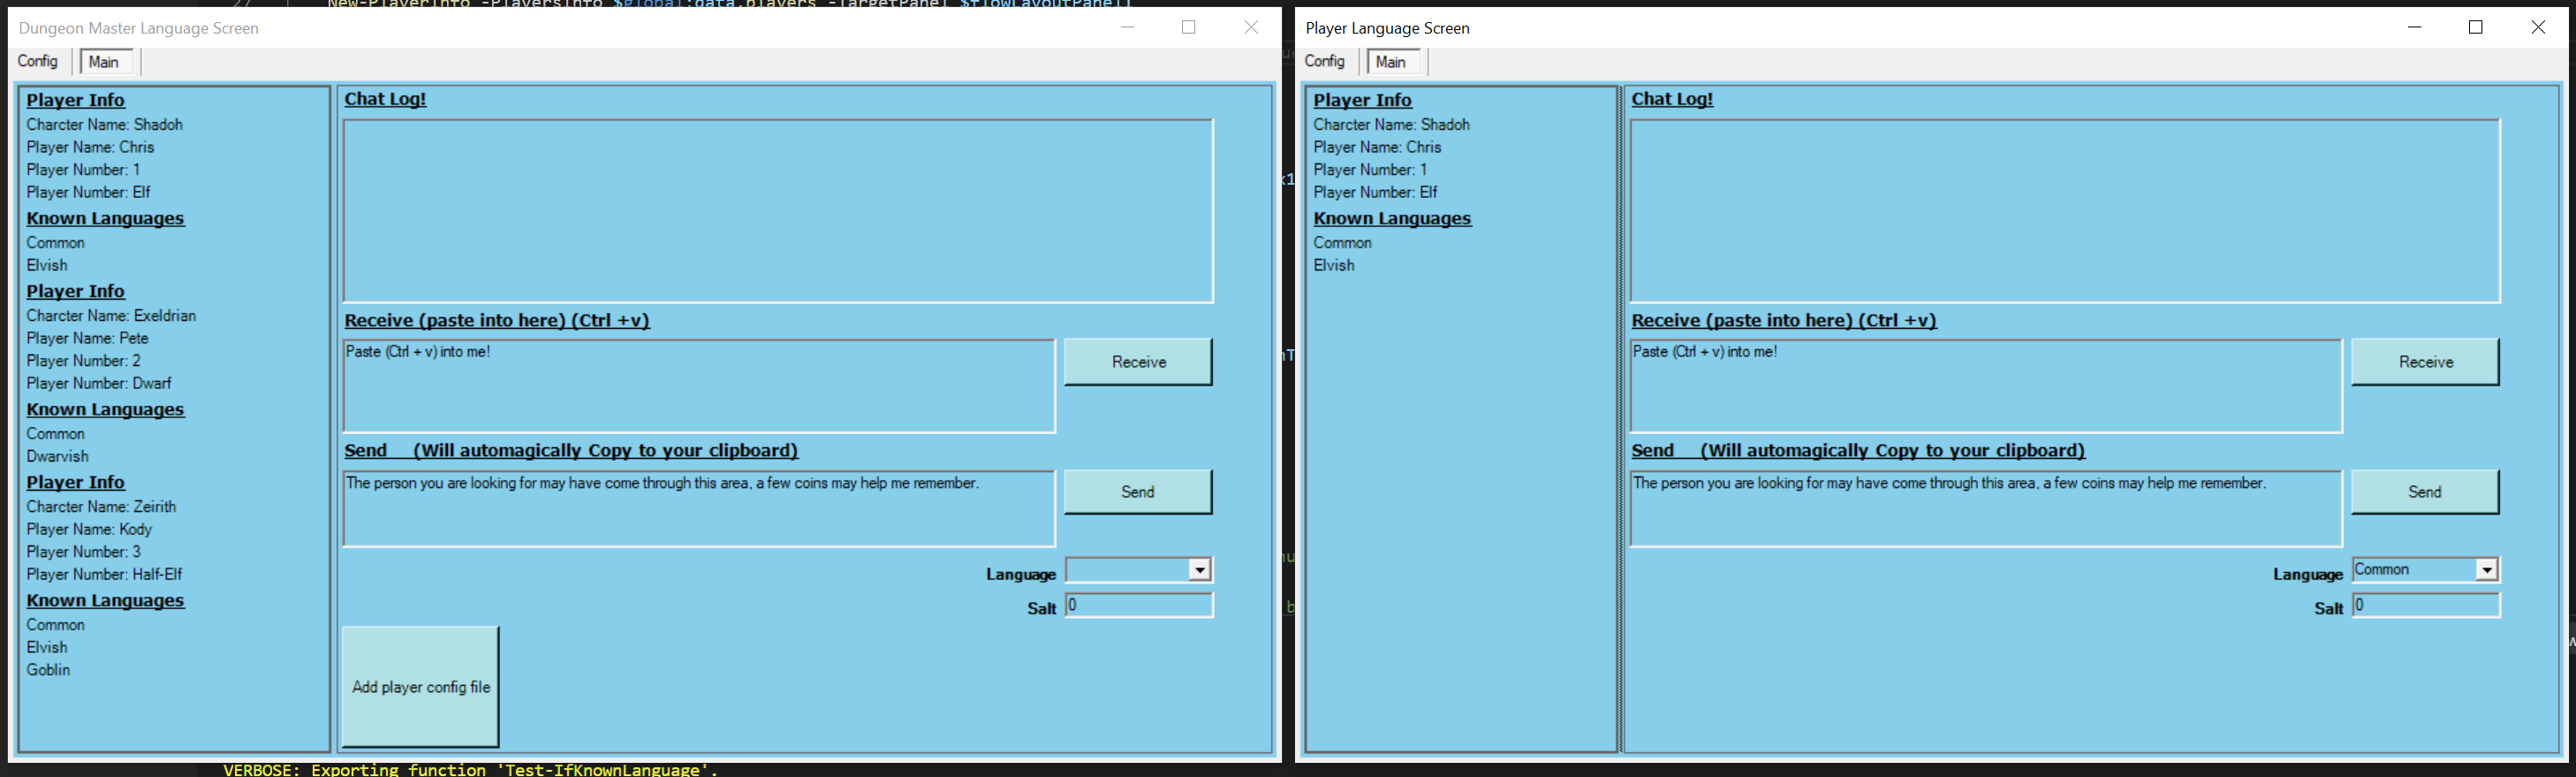 27 New-PlayerInfo -PlayersInfo $global:data.players -TargetPanel $flowLayoutPanel1
Dungeon Master Language Screen
Config
Main
Player Info
Charcter Name: Shadoh
Player Name: Chris
Player Number: 1
Player Number: Elf
Known Languages
Common
Elvish
Player Info
Charcter Name: Exeldrian
Player Name: Pete
Player Number: 2
Player Number: Dwarf
Known Languages
Common
Dwarvish
Player Info
Charcter Name: Zeirith
Player Name: Kody
Player Number: 3
Player Number: Half-Elf
Known Languages
Common
Elvish
Goblin
Chat Log!
Receive (paste into here) (Ctrl +v)
Paste (Ctrl + v) into me!
Receive
Send (Will automagically Copy to your clipboard)
The person you are looking for may have come through this area, a few coins may help me remember.
Send
Language
Salt 0
Add player config file
Player Language Screen
Config
Main
Player Info
Charcter Name: Shadoh
Player Name: Chris
Player Number: 1
Player Number: Elf
Known Languages
Common
Elvish
Chat Log!
Receive (paste into here) (Ctrl +v)
Paste (Ctrl + v) into me!
Receive
Send (Will automagically Copy to your clipboard)
The person you are looking for may have come through this area, a few coins may help me remember.
Send
Language Common
Salt 0
VERBOSE: Exporting function 'Test-IfKnownLanguage'.